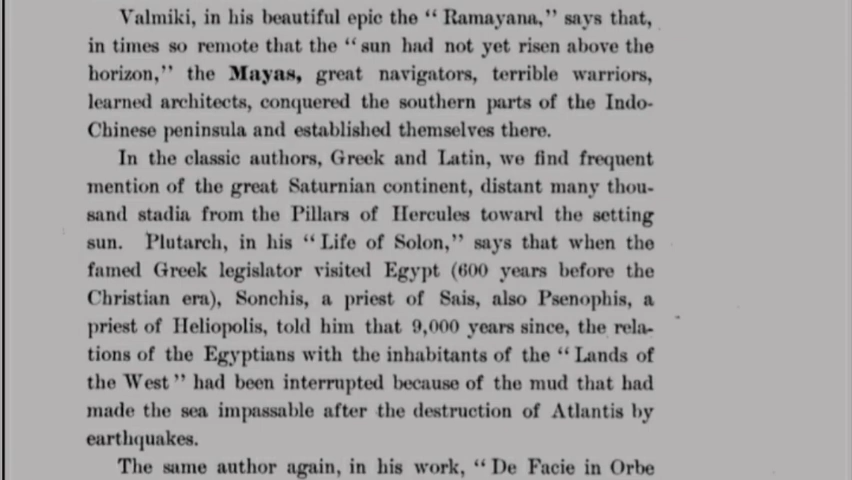 Valmiki, in his beautiful epic the “ Ramayana,” says that,
in times so remote that the “ sun had not yet risen above the
horizon,” the Mayas, great navigators, terrible warriors,
learned architects, conquered the southern parts of the Indo-
Chinese peninsula and established themselves there.
In the classic authors, Greek and Latin, we find frequent
mention of the great Saturnian continent, distant many thou-
sand stadia from the Pillars of Hercules toward the setting
sun. Plutarch, in his “ Life of Solon,” says that when the
famed Greek legislator visited Egypt (600 years before the
Christian era), Sonchis, a priest of Sais, also Psenophis, a
priest of Heliopolis, told him that 9,000 years since, the rela-
tions of the Egyptians with the inhabitants of the “ Lands of
the West ” had been interrupted because of the mud that had
made the sea impassable after the destruction of Atlantis by
earthquakes.
The same author again, in his work, “ De Facie in Orbe